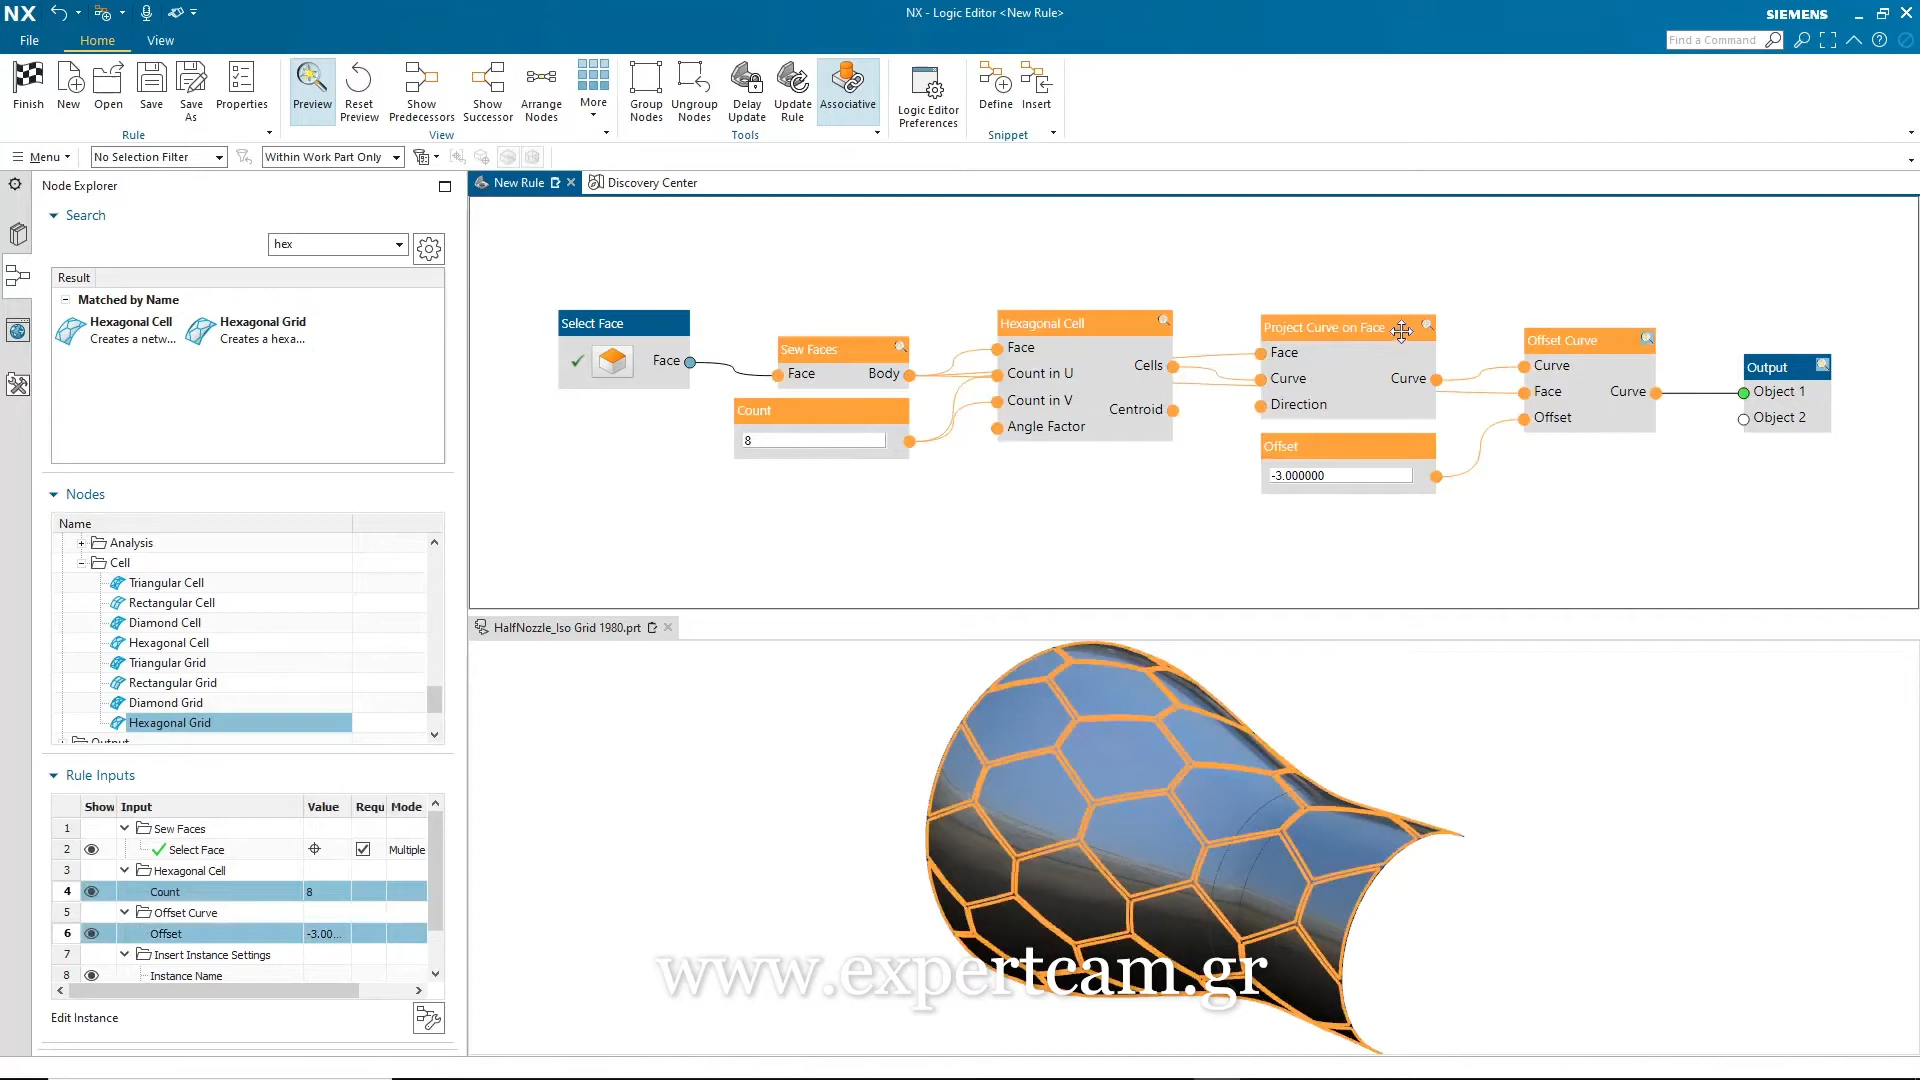 NX
NX - Logic Editor <New Rule>
SIEMENS
File
Home
View
Find a Command
Finish
New
Open
Save
Save As
Properties
Rule
Preview
Reset Preview
Show Predecessors
Show Successor
Arrange Nodes
More
View
Group Nodes
Ungroup Nodes
Delay Update
Update Rule
Associative
Tools
Logic Editor Preferences
Define
Insert
Snippet
Menu
No Selection Filter
Within Work Part Only
Node Explorer
Search
hex
Result
Matched by Name
Hexagonal Cell
Creates a netw...
Hexagonal Grid
Creates a hexa...
Nodes
Name
Analysis
Cell
Triangular Cell
Rectangular Cell
Diamond Cell
Hexagonal Cell
Triangular Grid
Rectangular Grid
Diamond Grid
Hexagonal Grid
Output
Rule Inputs
Show Input Value Requ Mode
1 Sew Faces
2 Select Face Multiple
3 Hexagonal Cell
4 Count 8
5 Offset Curve
6 Offset -3.00...
7 Insert Instance Settings
8 Instance Name
Edit Instance
New Rule
Discovery Center
Select Face
Face
Sew Faces
Face Body
Count
8
Hexagonal Cell
Face
Count in U
Cells
Count in V
Centroid
Angle Factor
Project Curve on Face
Face
Curve Curve
Direction
Offset
-3.000000
Offset Curve
Curve
Face Curve
Offset
Output
Object 1
Object 2
HalfNozzle_Iso Grid 1980.prt
www.expertcam.gr